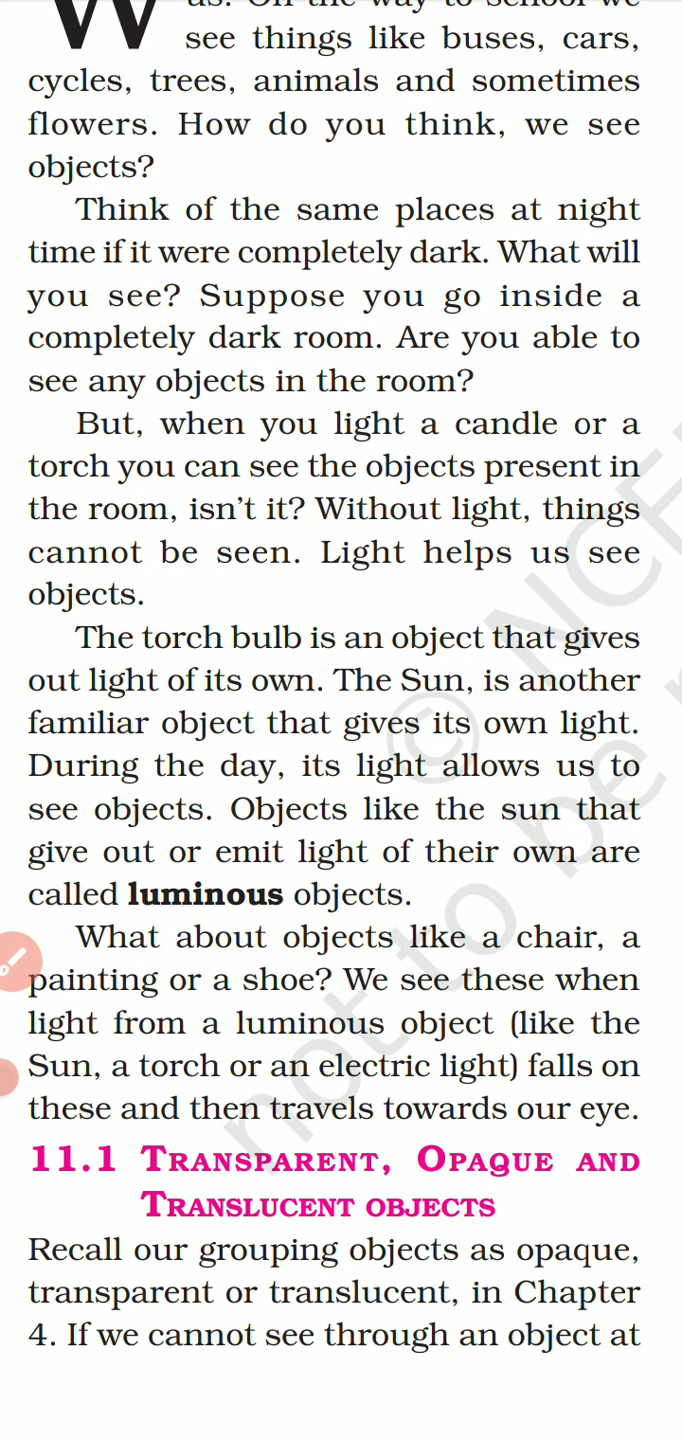 W us. On the way to school we
see things like buses, cars,
cycles, trees, animals and sometimes
flowers. How do you think, we see
objects?
Think of the same places at night
time if it were completely dark. What will
you see? Suppose you go inside a
completely dark room. Are you able to
see any objects in the room?
But, when you light a candle or a
torch you can see the objects present in
the room, isn't it? Without light, things
cannot be seen. Light helps us see
objects.
The torch bulb is an object that gives
out light of its own. The Sun, is another
familiar object that gives its own light.
During the day, its light allows us to
see objects. Objects like the sun that
give out or emit light of their own are
called luminous objects.
What about objects like a chair, a
painting or a shoe? We see these when
light from a luminous object (like the
Sun, a torch or an electric light) falls on
these and then travels towards our eye.
11.1 TRANSPARENT, OPAQUE AND
TRANSLUCENT OBJECTS
Recall our grouping objects as opaque,
transparent or translucent, in Chapter
4. If we cannot see through an object at
© NCE
not to be